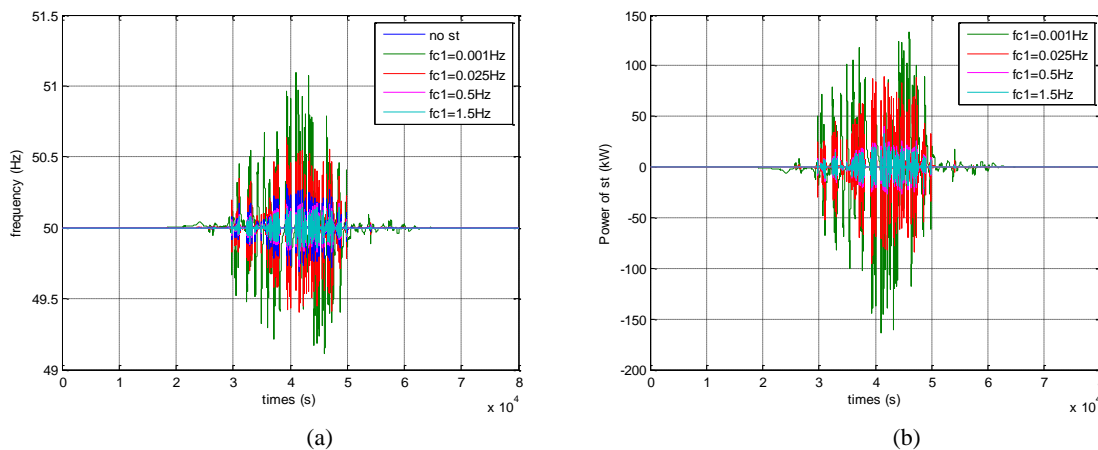 51.5
51
50.5
50
49.5
49
frequency (Hz)
no st
fc1=0.001Hz
fc1=0.025Hz
fc1=0.5Hz
fc1=1.5Hz
0 1 2 3 4 5 6 7 8
times (s)
x 10^4
(a)
150
100
50
0
-50
-100
-150
-200
Power of st (kW)
fc1=0.001Hz
fc1=0.025Hz
fc1=0.5Hz
fc1=1.5Hz
0 1 2 3 4 5 6 7 8
times (s)
x 10^4
(b)